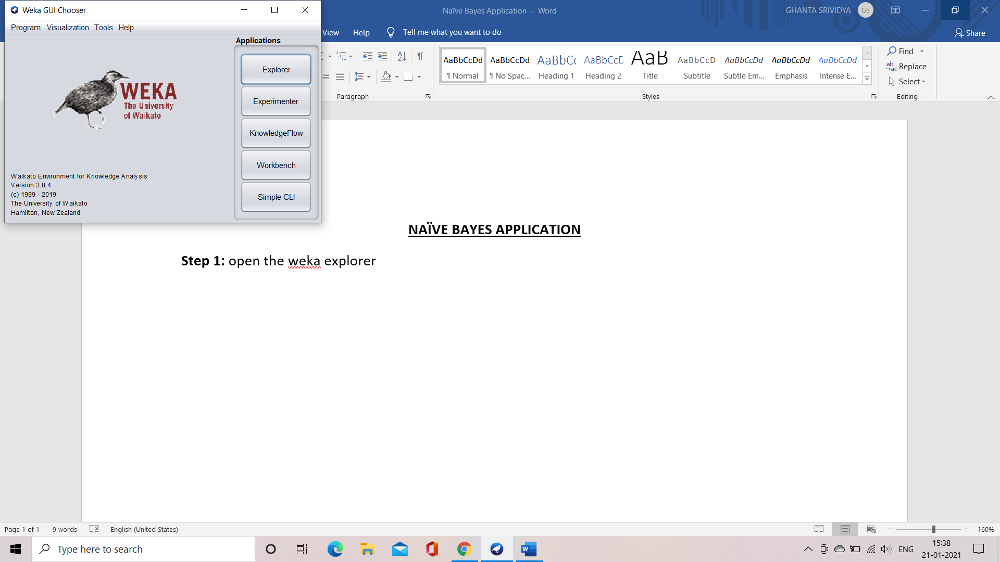 Weka GUI Chooser
Program Visualization Tools Help
Applications
Explorer
Experimenter
KnowledgeFlow
Workbench
Simple CLI
WEKA
The University
of Waikato
Waikato Environment for Knowledge Analysis
Version 3.8.4
(c) 1999 - 2019
The University of Waikato
Hamilton, New Zealand
Naïve Bayes Application - Word
GHANTA SRIVIDYA GS
View Help Tell me what you want to do
Share
AaBbCcDd AaBbCcDd AaBbCc AaBbCcD AaB AaBbCcD AaBbCcDd AaBbCcDd AaBbCcDd
¶ Normal ¶ No Spac... Heading 1 Heading 2 Title Subtitle Subtle Em... Emphasis Intense E...
Find
Replace
Select
Paragraph Styles Editing
NAÏVE BAYES APPLICATION
Step 1: open the weka explorer
Page 1 of 1 9 words English (United States) 160%
Type here to search
ENG
15:38
21-01-2021